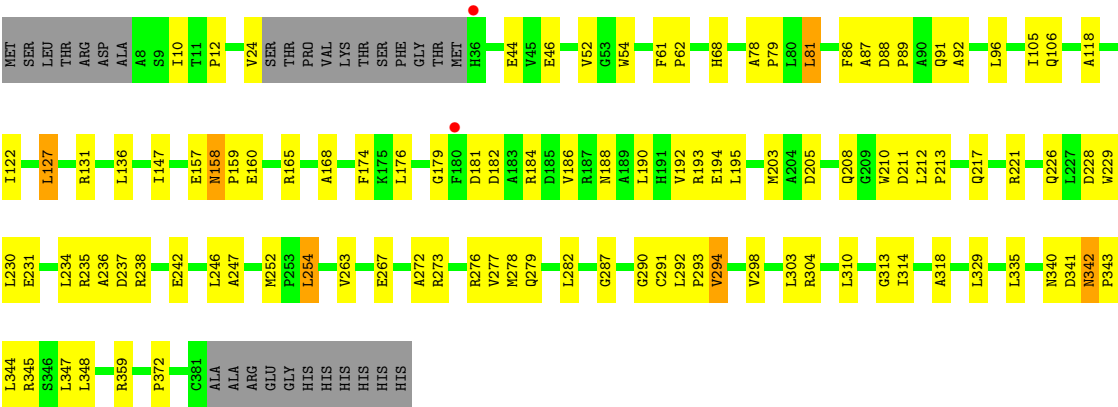 MET SER LEU THR ARG ASP ALA A8 S9 I10 T11 P12 V24 SER THR PRO VAL LYS THR SER PHE GLY THR MET H36 E44 V45 E46 V52 G53 W54 F61 P62 H68 A78 P79 L80 L81 F86 A87 D88 P89 A90 Q91 A92 L96 I105 Q106 A118
I122 L127 R131 L136 I147 E157 N158 P159 E160 R165 A168 F174 K175 L176 G179 F180 D181 D182 A183 R184 D185 V186 R187 N188 A189 L190 H191 V192 R193 E194 L195 M203 A204 D205 Q208 G209 W210 D211 L212 P213 Q217 R221 Q226 L227 D228 W229
L230 E231 L234 R235 A236 D237 R238 E242 L246 A247 M252 P253 L254 V263 E267 A272 R273 R276 V277 M278 Q279 L282 G287 G290 C291 L292 P293 V294 V298 L303 R304 L310 G313 I314 A318 L329 L335 N340 D341 N342 P343
L344 R345 S346 L347 L348 R359 P372 C381 ALA ALA ARG GLU GLY HIS HIS HIS HIS HIS HIS